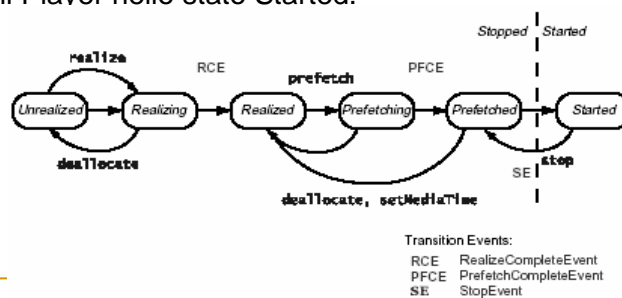 Player nello stato Started.
Stopped Started
realize
RCE
prefetch
PFCE
Unrealized Realizing Realized Prefetching Prefetched Started
deallocate
SE stop
deallocate, setMediaTime
Transition Events:
RCE RealizeCompleteEvent
PFCE PrefetchCompleteEvent
SE StopEvent